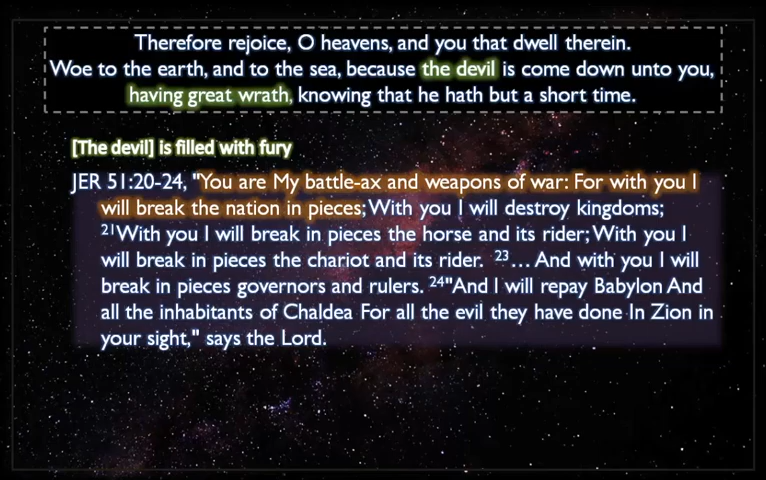 Therefore rejoice, O heavens, and you that dwell therein.
Woe to the earth, and to the sea, because the devil is come down unto you,
having great wrath, knowing that he hath but a short time.
[The devil] is filled with fury
JER 51:20-24, "You are My battle-ax and weapons of war: For with you I
will break the nation in pieces; With you I will destroy kingdoms;
21With you I will break in pieces the horse and its rider; With you I
will break in pieces the chariot and its rider. 23… And with you I will
break in pieces governors and rulers. 24"And I will repay Babylon And
all the inhabitants of Chaldea For all the evil they have done In Zion in
your sight," says the Lord.